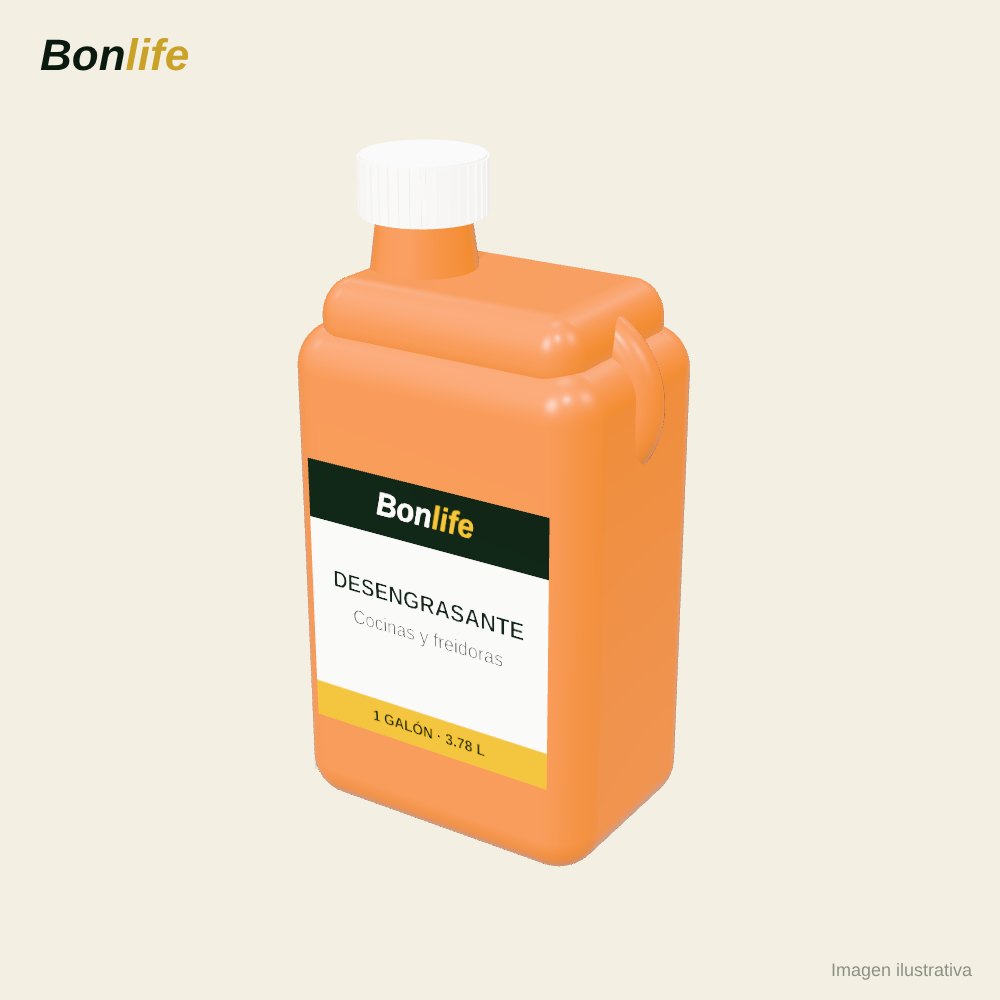 Bonlife
Bonlife
DESENGRASANTE
Cocinas y freidoras
1 GALÓN · 3.78 L
Imagen ilustrativa